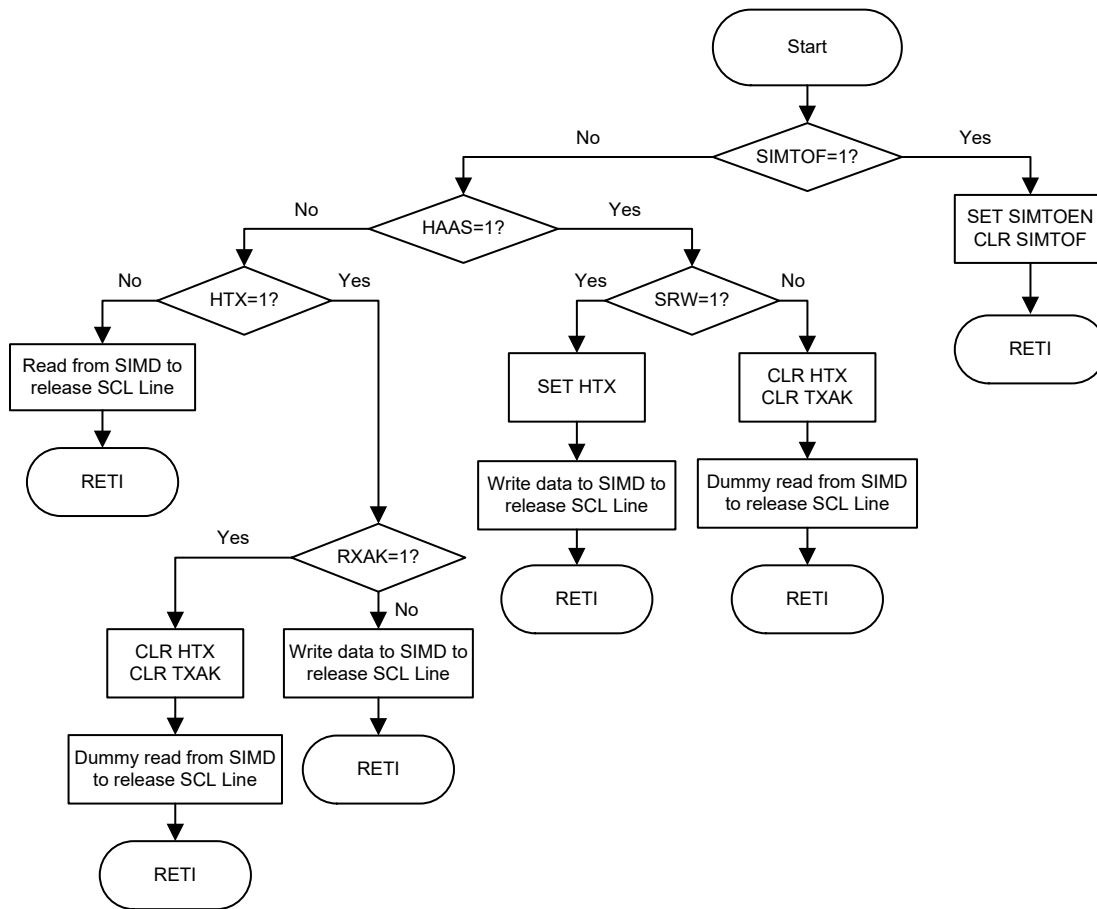 Start
No
SIMTOF=1?
Yes
No
HAAS=1?
Yes
SET SIMTOEN
CLR SIMTOF
No
HTX=1?
Yes
Yes
SRW=1?
No
RETI
Read from SIMD to
release SCL Line
SET HTX
CLR HTX
CLR TXAK
RETI
Write data to SIMD to
release SCL Line
Dummy read from SIMD
to release SCL Line
Yes
RXAK=1?
No
RETI
RETI
CLR HTX
CLR TXAK
Write data to SIMD to
release SCL Line
Dummy read from SIMD
to release SCL Line
RETI
RETI